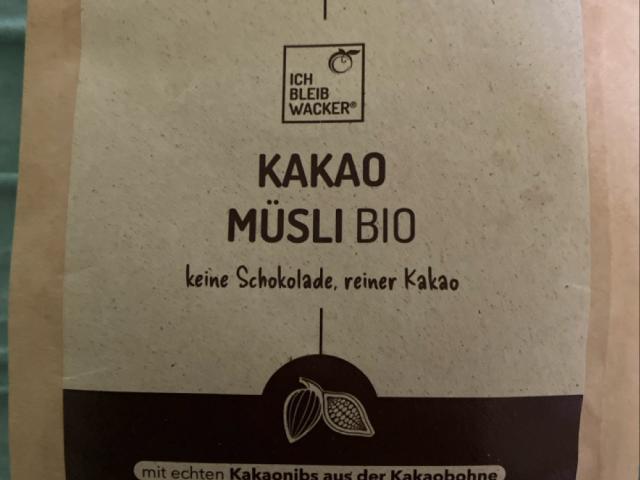 ICH
BLEIB
WACKER®
KAKAO
MÜSLI BIO
keine Schokolade, reiner Kakao
mit echten Kakaonibs aus der Kakaobohne